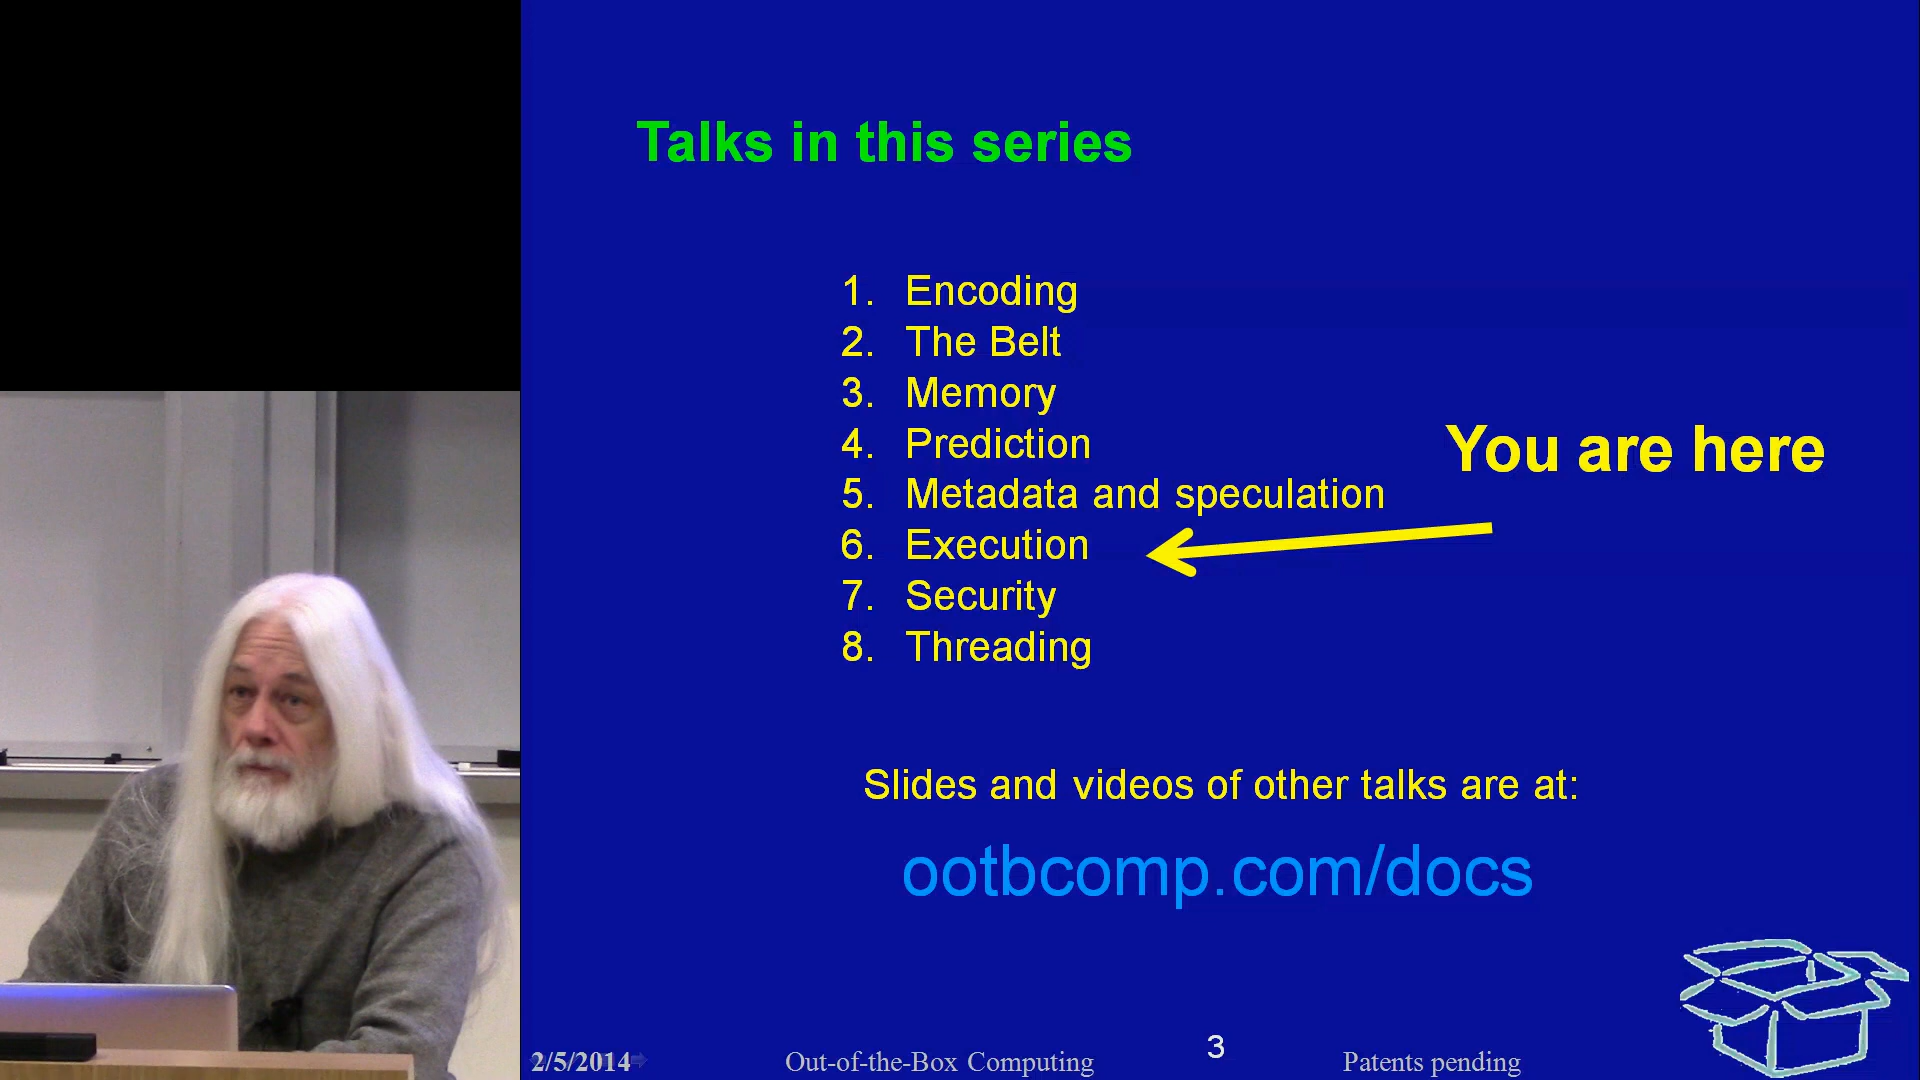 Talks in this series
1. Encoding
2. The Belt
3. Memory
4. Prediction
5. Metadata and speculation
6. Execution
7. Security
8. Threading
You are here
Slides and videos of other talks are at:
ootbcomp.com/docs
2/5/2014
Out-of-the-Box Computing
3
Patents pending